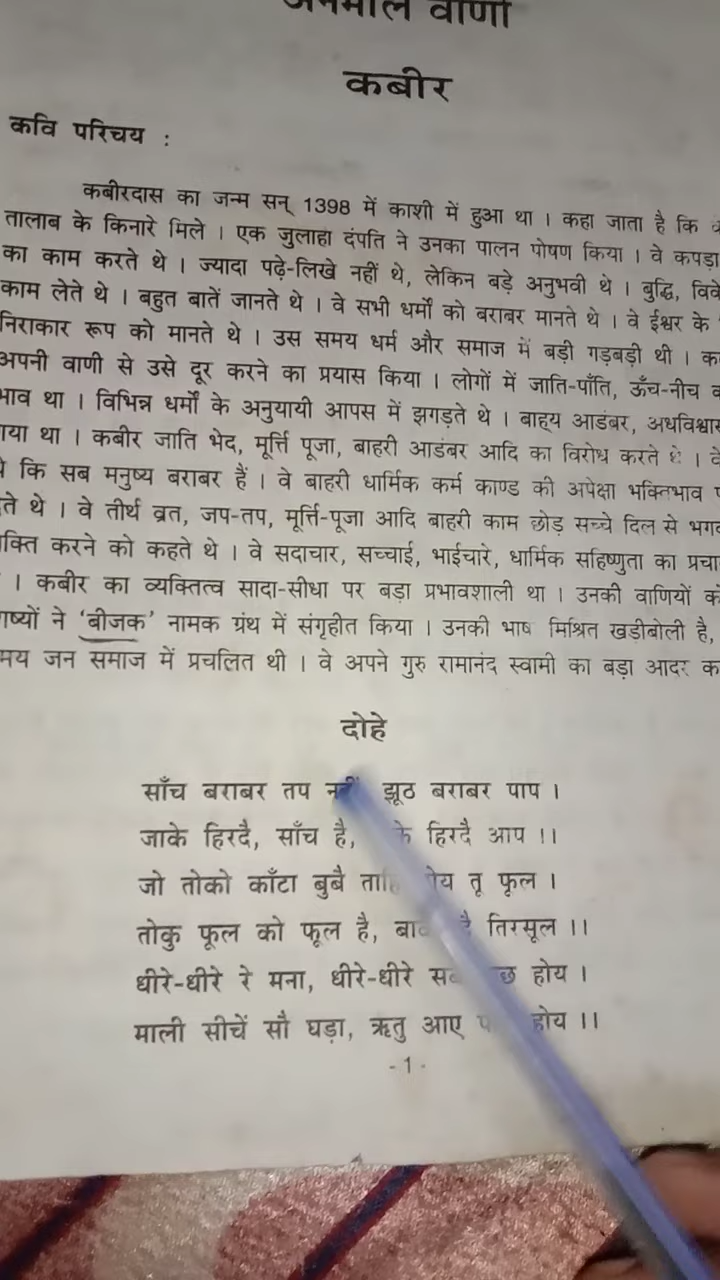 वाणी
कबीर
कवि परिचय :
कबीरदास का जन्म सन् 1398 में काशी में हुआ था । कहा जाता है कि
तालाब के किनारे मिले । एक जुलाहा दंपति ने उनका पालन पोषण किया । वे कपड़ा
का काम करते थे । ज्यादा पढ़े-लिखे नहीं थे, लेकिन बड़े अनुभवी थे । बुद्धि,
काम लेते थे । बहुत बातें जानते थे । वे सभी धर्मों को बराबर मानते थे । वे ईश्वर के
निराकार रूप को मानते थे । उस समय धर्म और समाज में बड़ी गड़बड़ी थी ।
अपनी वाणी से उसे दूर करने का प्रयास किया । लोगों में जाति-पाँति, ऊँच-नीच
भाव था । विभिन्न धर्मों के अनुयायी आपस में झगड़ते थे । बाह्य आडंबर,
था । कबीर जाति भेद, मूर्त्ति पूजा, बाहरी आडंबर आदि का विरोध करते थे ।
कि सब मनुष्य बराबर हैं । वे बाहरी धार्मिक कर्म काण्ड की अपेक्षा भक्तिभाव
थे । वे तीर्थ व्रत, जप-तप, मूर्त्ति-पूजा आदि बाहरी काम छोड़ सच्चे दिल से
करने को कहते थे । वे सदाचार, सच्चाई, भाईचारे, धार्मिक सहिष्णुता का
। कबीर का व्यक्तित्व सादा-सीधा पर बड़ा प्रभावशाली था । उनकी वाणियों
ने ‘बीजक’ नामक ग्रंथ में संगृहीत किया । उनकी भाष मिश्रित खड़ीबोली है,
जन समाज में प्रचलित थी । वे अपने गुरु रामानंद स्वामी का बड़ा आदर
दोहे
साँच बराबर तप झूठ बराबर पाप ।
जाके हिरदै, साँच है, हिरदै आप ।।
जो तोको काँटा बुबै तू फूल ।
तोकु फूल को फूल है, तिरसूल ।।
धीरे-धीरे रे मना, धीरे-धीरे होय ।
माली सीचें सौ घड़ा, ऋतु आए होय ।।
-1-